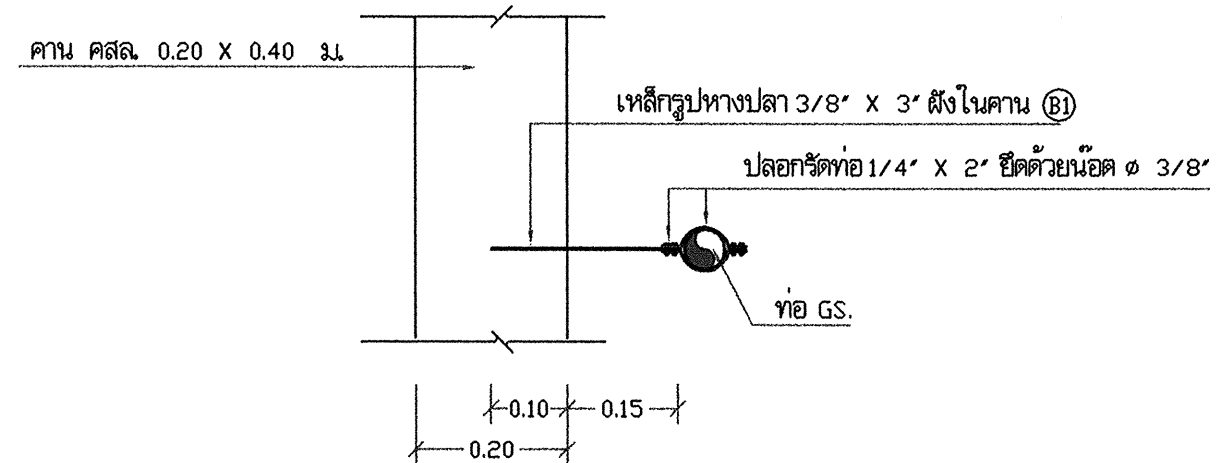 คาน คสล. 0.20 X 0.40 ม.
เหล็กรูปหางปลา 3/8" X 3" ฝังในคาน B1
ปลอกรัดท่อ 1/4" X 2" ยึดด้วยน๊อต ø 3/8"
ท่อ GS.
0.10 0.15
0.20